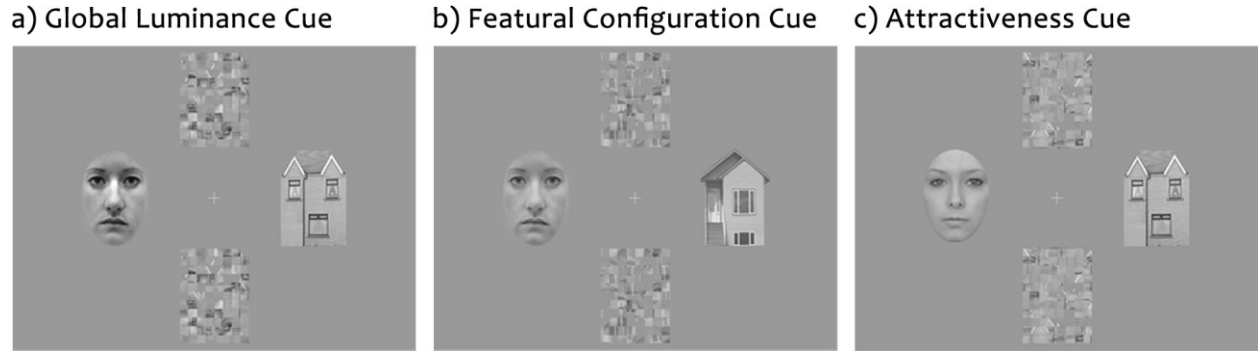 a) Global Luminance Cue
b) Featural Configuration Cue
c) Attractiveness Cue